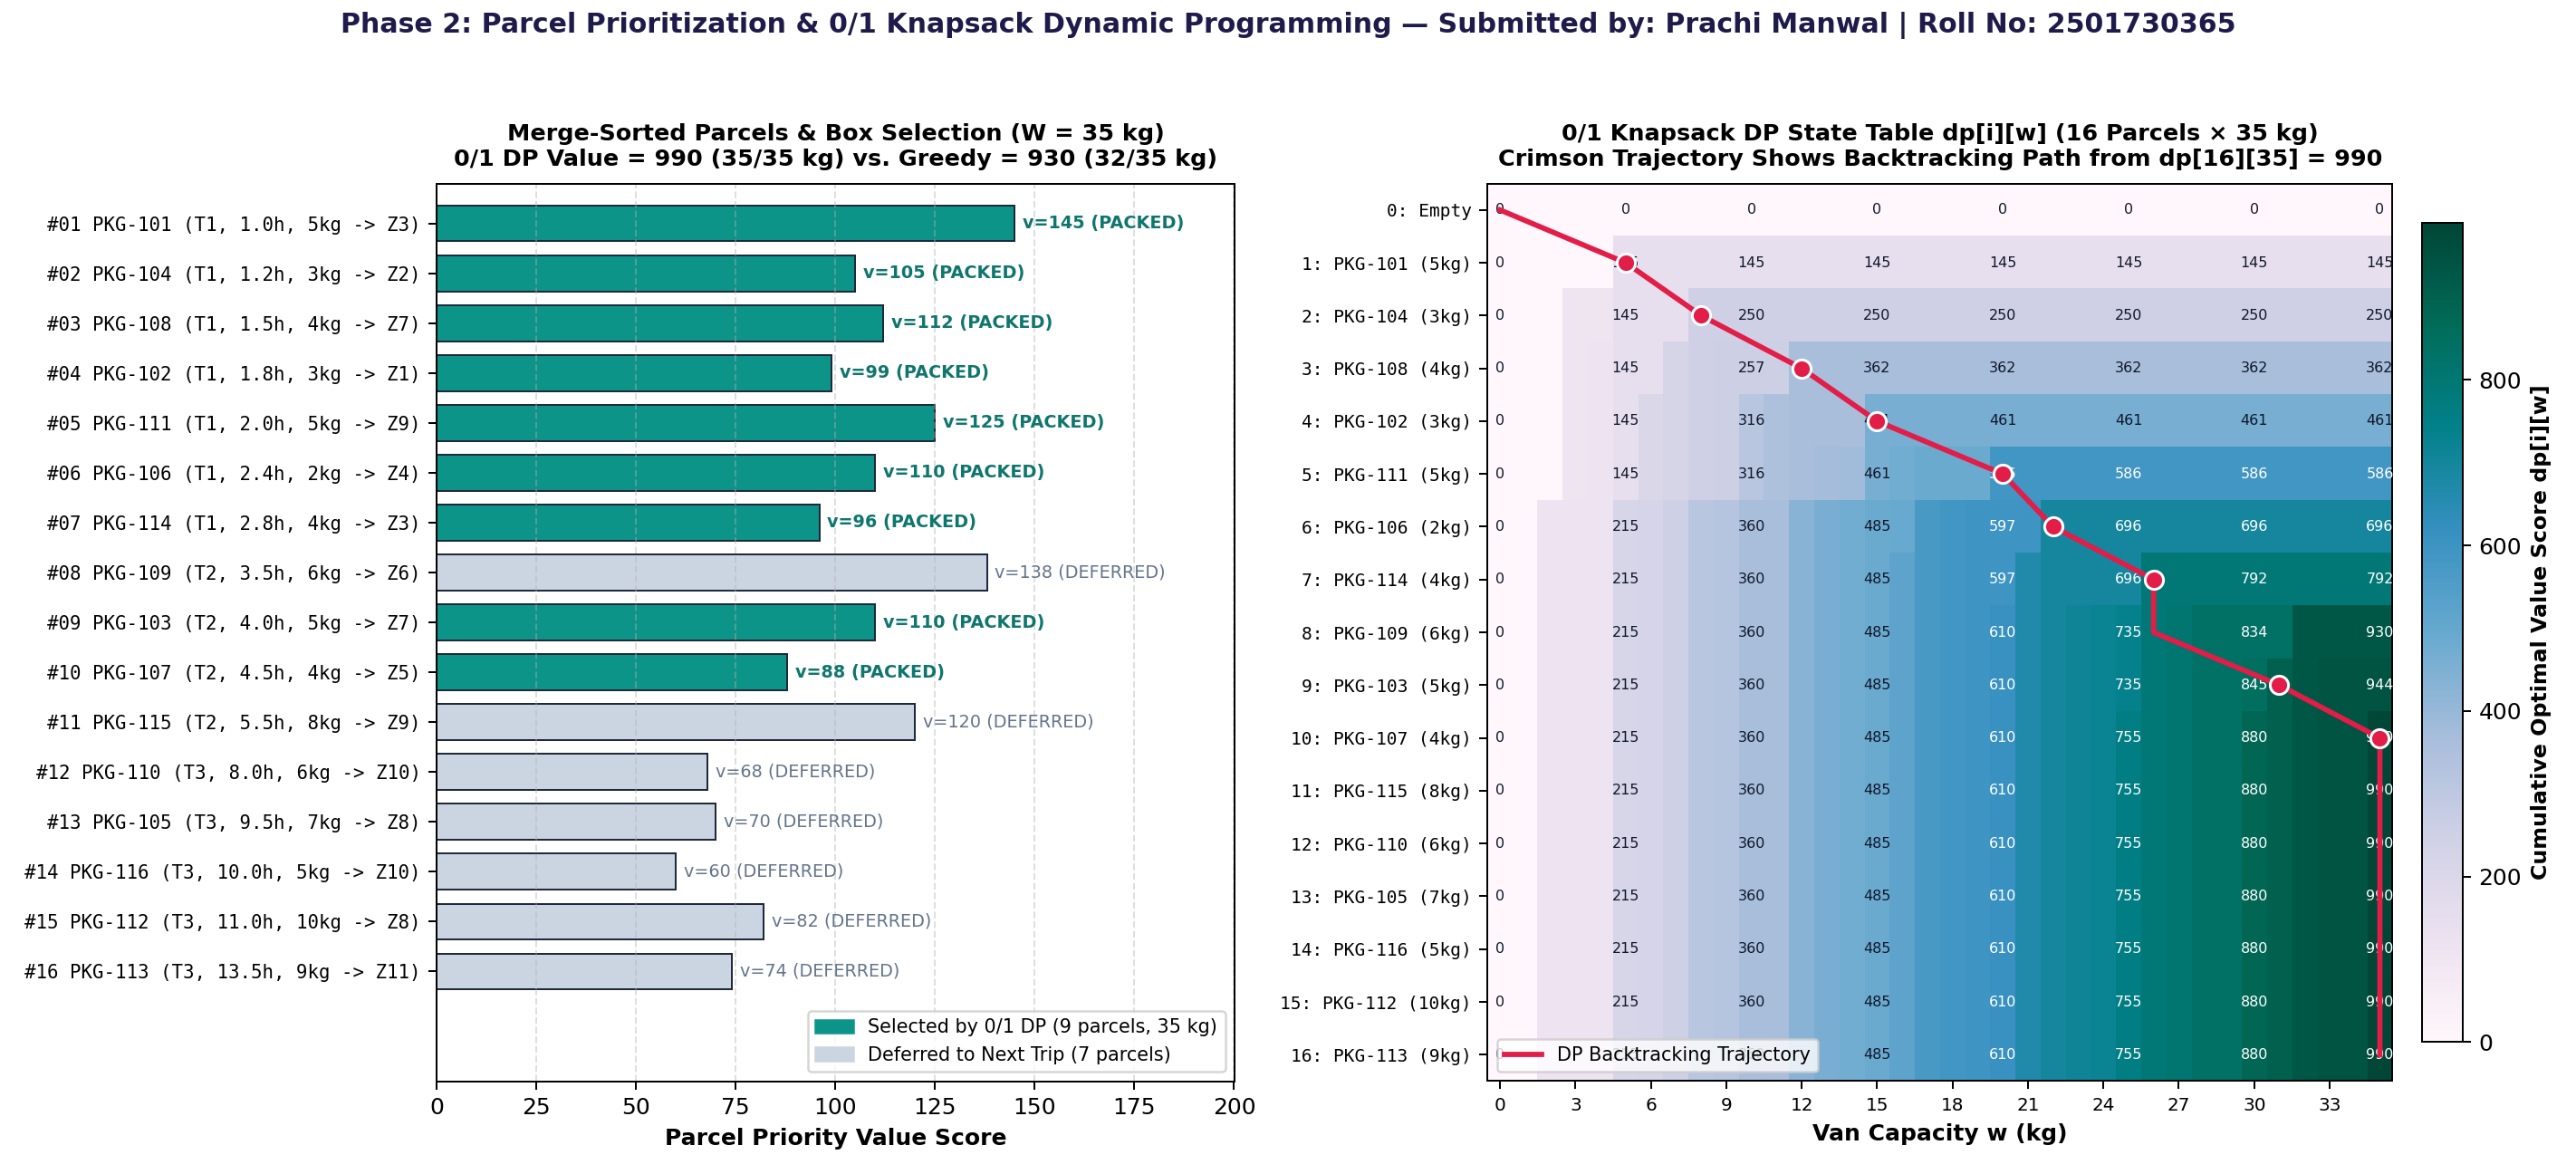 Phase 2: Parcel Prioritization & 0/1 Knapsack Dynamic Programming — Submitted by: Prachi Manwal | Roll No: 2501730365
Merge-Sorted Parcels & Box Selection (W = 35 kg)
0/1 DP Value = 990 (35/35 kg) vs. Greedy = 930 (32/35 kg)
#01 PKG-101 (T1, 1.0h, 5kg -> Z3) v=145 (PACKED)
#02 PKG-104 (T1, 1.2h, 3kg -> Z2) v=105 (PACKED)
#03 PKG-108 (T1, 1.5h, 4kg -> Z7) v=112 (PACKED)
#04 PKG-102 (T1, 1.8h, 3kg -> Z1) v=99 (PACKED)
#05 PKG-111 (T1, 2.0h, 5kg -> Z9) v=125 (PACKED)
#06 PKG-106 (T1, 2.4h, 2kg -> Z4) v=110 (PACKED)
#07 PKG-114 (T1, 2.8h, 4kg -> Z3) v=96 (PACKED)
#08 PKG-109 (T2, 3.5h, 6kg -> Z6) v=138 (DEFERRED)
#09 PKG-103 (T2, 4.0h, 5kg -> Z7) v=110 (PACKED)
#10 PKG-107 (T2, 4.5h, 4kg -> Z5) v=88 (PACKED)
#11 PKG-115 (T2, 5.5h, 8kg -> Z9) v=120 (DEFERRED)
#12 PKG-110 (T3, 8.0h, 6kg -> Z10) v=68 (DEFERRED)
#13 PKG-105 (T3, 9.5h, 7kg -> Z8) v=70 (DEFERRED)
#14 PKG-116 (T3, 10.0h, 5kg -> Z10) v=60 (DEFERRED)
#15 PKG-112 (T3, 11.0h, 10kg -> Z8) v=82 (DEFERRED)
#16 PKG-113 (T3, 13.5h, 9kg -> Z11) v=74 (DEFERRED)
Selected by 0/1 DP (9 parcels, 35 kg)
Deferred to Next Trip (7 parcels)
0 25 50 75 100 125 150 175 200
Parcel Priority Value Score
0/1 Knapsack DP State Table dp[i][w] (16 Parcels × 35 kg)
Crimson Trajectory Shows Backtracking Path from dp[16][35] = 990
0: Empty 0 0 0 0 0 0 0 0
1: PKG-101 (5kg) 0 145 145 145 145 145 145
2: PKG-104 (3kg) 0 145 250 250 250 250 250 250
3: PKG-108 (4kg) 0 145 257 362 362 362 362 362
4: PKG-102 (3kg) 0 145 316 461 461 461 461
5: PKG-111 (5kg) 0 145 316 461 586 586 586
6: PKG-106 (2kg) 0 215 360 485 597 696 696 696
7: PKG-114 (4kg) 0 215 360 485 597 696 792 792
8: PKG-109 (6kg) 0 215 360 485 610 735 834 930
9: PKG-103 (5kg) 0 215 360 485 610 735 845 944
10: PKG-107 (4kg) 0 215 360 485 610 755 880
11: PKG-115 (8kg) 0 215 360 485 610 755 880 990
12: PKG-110 (6kg) 0 215 360 485 610 755 880 990
13: PKG-105 (7kg) 0 215 360 485 610 755 880 990
14: PKG-116 (5kg) 0 215 360 485 610 755 880 990
15: PKG-112 (10kg) 0 215 360 485 610 755 880 990
16: PKG-113 (9kg) 485 610 755 880 990
DP Backtracking Trajectory
0 3 6 9 12 15 18 21 24 27 30 33
Van Capacity w (kg)
800
600
400
200
0
Cumulative Optimal Value Score dp[i][w]